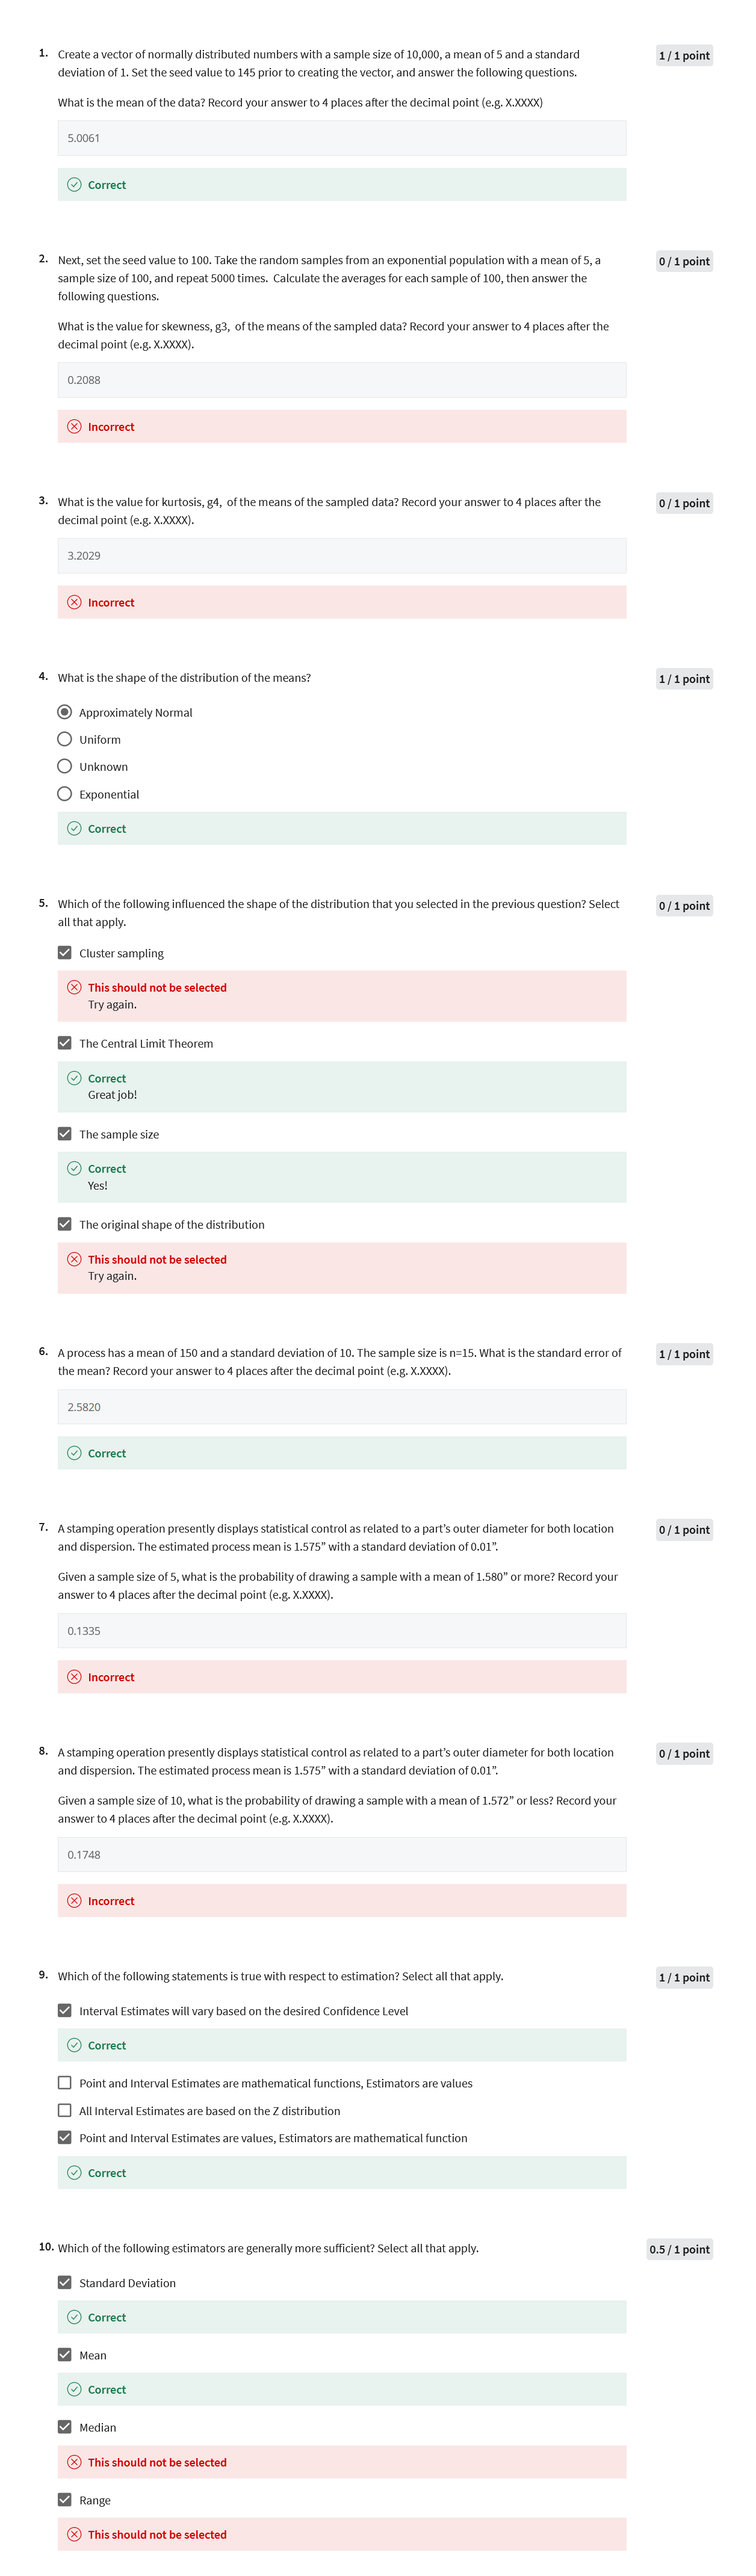 1. Create a vector of normally distributed numbers with a sample size of 10,000, a mean of 5 and a standard
deviation of 1. Set the seed value to 145 prior to creating the vector, and answer the following questions.
1 / 1 point
What is the mean of the data? Record your answer to 4 places after the decimal point (e.g. X.XXXX)
5.0061
Correct
2. Next, set the seed value to 100. Take the random samples from an exponential population with a mean of 5, a
sample size of 100, and repeat 5000 times. Calculate the averages for each sample of 100, then answer the
following questions.
0 / 1 point
What is the value for skewness, g3, of the means of the sampled data? Record your answer to 4 places after the
decimal point (e.g. X.XXXX).
0.2088
Incorrect
3. What is the value for kurtosis, g4, of the means of the sampled data? Record your answer to 4 places after the
decimal point (e.g. X.XXXX).
0 / 1 point
3.2029
Incorrect
4. What is the shape of the distribution of the means?
1 / 1 point
Approximately Normal
Uniform
Unknown
Exponential
Correct
5. Which of the following influenced the shape of the distribution that you selected in the previous question? Select
all that apply.
0 / 1 point
Cluster sampling
This should not be selected
Try again.
The Central Limit Theorem
Correct
Great job!
The sample size
Correct
Yes!
The original shape of the distribution
This should not be selected
Try again.
6. A process has a mean of 150 and a standard deviation of 10. The sample size is n=15. What is the standard error of
the mean? Record your answer to 4 places after the decimal point (e.g. X.XXXX).
1 / 1 point
2.5820
Correct
7. A stamping operation presently displays statistical control as related to a part’s outer diameter for both location
and dispersion. The estimated process mean is 1.575” with a standard deviation of 0.01”.
0 / 1 point
Given a sample size of 5, what is the probability of drawing a sample with a mean of 1.580” or more? Record your
answer to 4 places after the decimal point (e.g. X.XXXX).
0.1335
Incorrect
8. A stamping operation presently displays statistical control as related to a part’s outer diameter for both location
and dispersion. The estimated process mean is 1.575” with a standard deviation of 0.01”.
0 / 1 point
Given a sample size of 10, what is the probability of drawing a sample with a mean of 1.572” or less? Record your
answer to 4 places after the decimal point (e.g. X.XXXX).
0.1748
Incorrect
9. Which of the following statements is true with respect to estimation? Select all that apply.
1 / 1 point
Interval Estimates will vary based on the desired Confidence Level
Correct
Point and Interval Estimates are mathematical functions, Estimators are values
All Interval Estimates are based on the Z distribution
Point and Interval Estimates are values, Estimators are mathematical function
Correct
10. Which of the following estimators are generally more sufficient? Select all that apply.
0.5 / 1 point
Standard Deviation
Correct
Mean
Correct
Median
This should not be selected
Range
This should not be selected